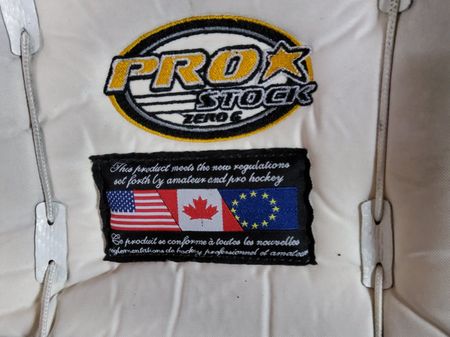 PRO
STOCK
ZERO G
This product meets the new regulations
set forth by amateur and pro hockey
Ce produit se conforme à toutes les nouvelles
réglementations de hockey professionnel et amateur